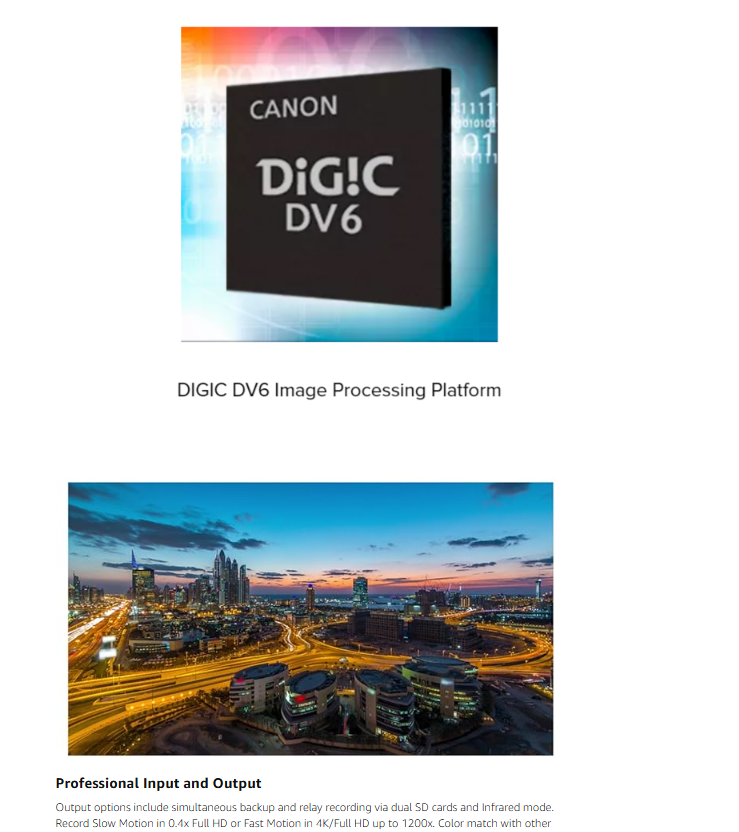 CANON
DiG!C
DV6
DIGIC DV6 Image Processing Platform
Professional Input and Output
Output options include simultaneous backup and relay recording via dual SD cards and Infrared mode.
Record Slow Motion in 0.4x Full HD or Fast Motion in 4K/Full HD up to 1200x. Color match with other